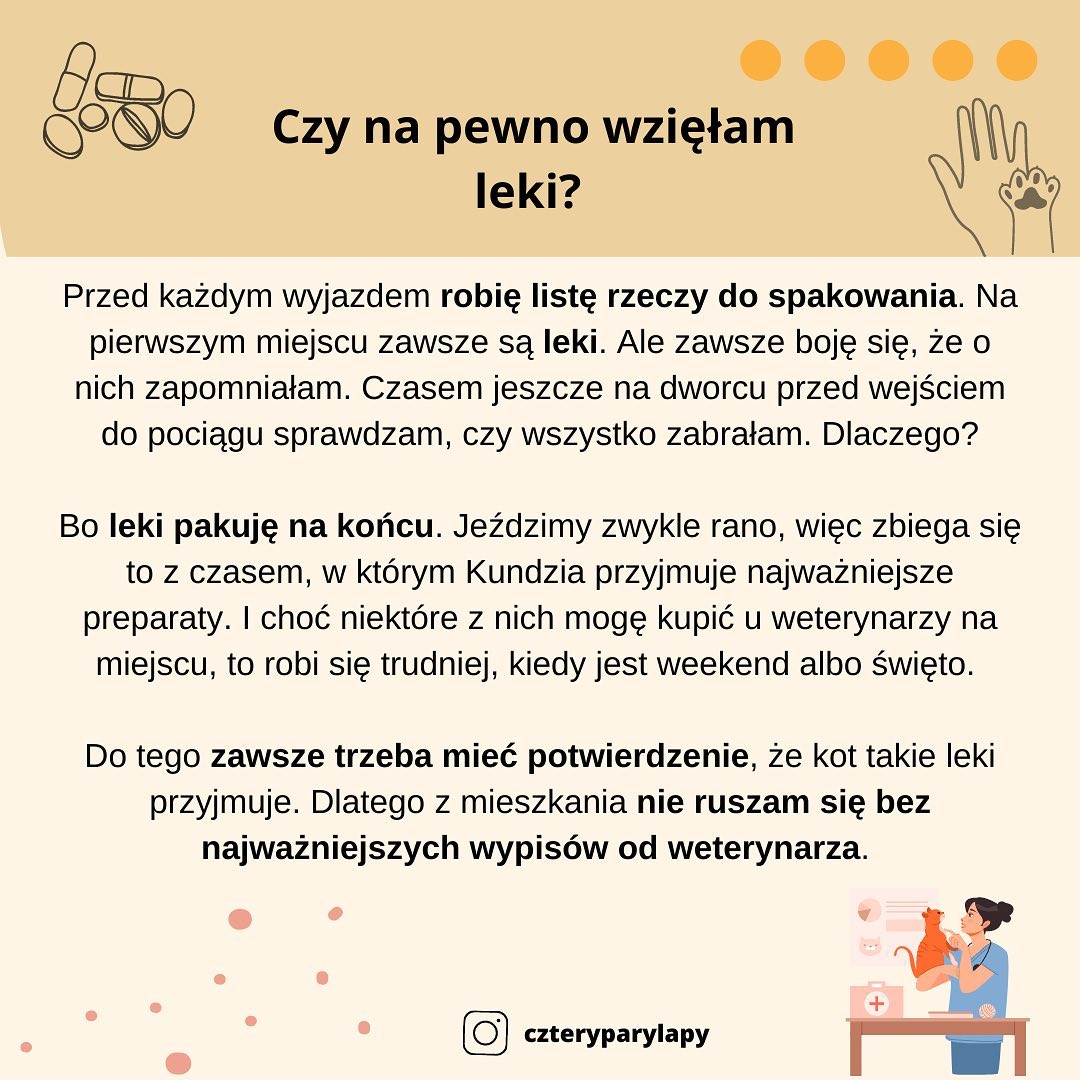 Czy na pewno wzięłam
leki?
Przed każdym wyjazdem robię listę rzeczy do spakowania. Na
pierwszym miejscu zawsze są leki. Ale zawsze boję się, że o
nich zapomniałam. Czasem jeszcze na dworcu przed wejściem
do pociągu sprawdzam, czy wszystko zabrałam. Dlaczego?
Bo leki pakuję na końcu. Jeździmy zwykle rano, więc zbiega się
to z czasem, w którym Kundzia przyjmuje najważniejsze
preparaty. I choć niektóre z nich mogę kupić u weterynarzy na
miejscu, to robi się trudniej, kiedy jest weekend albo święto.
Do tego zawsze trzeba mieć potwierdzenie, że kot takie leki
przyjmuje. Dlatego z mieszkania nie ruszam się bez
najważniejszych wypisów od weterynarza.
czteryparylapy